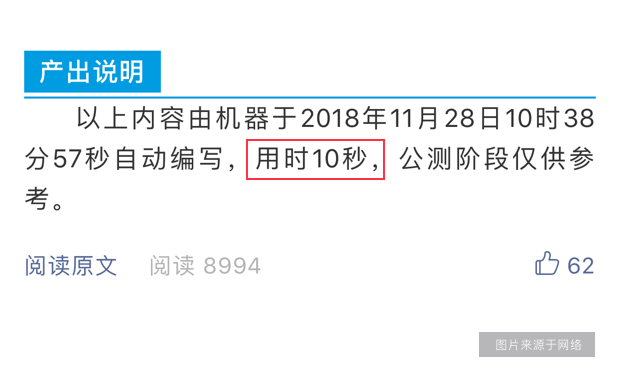 产出说明
以上内容由机器于2018年11月28日10时38
分57秒自动编写，用时10秒，公测阶段仅供参
考。
阅读原文 阅读 8994 62
图片来源于网络